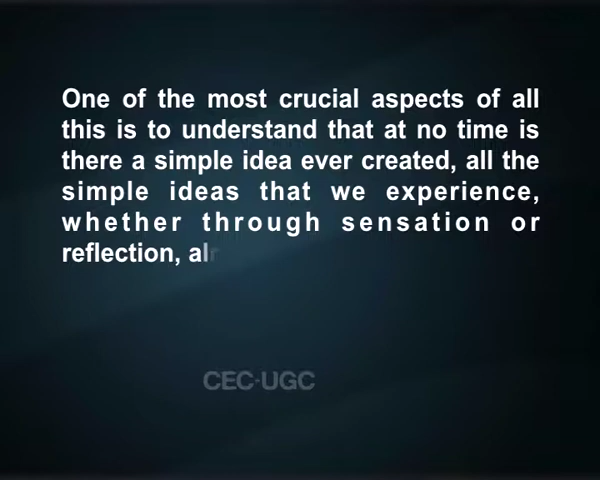 One of the most crucial aspects of all
this is to understand that at no time is
there a simple idea ever created, all the
simple ideas that we experience,
whether through sensation or
reflection, alr
CEC-UGC